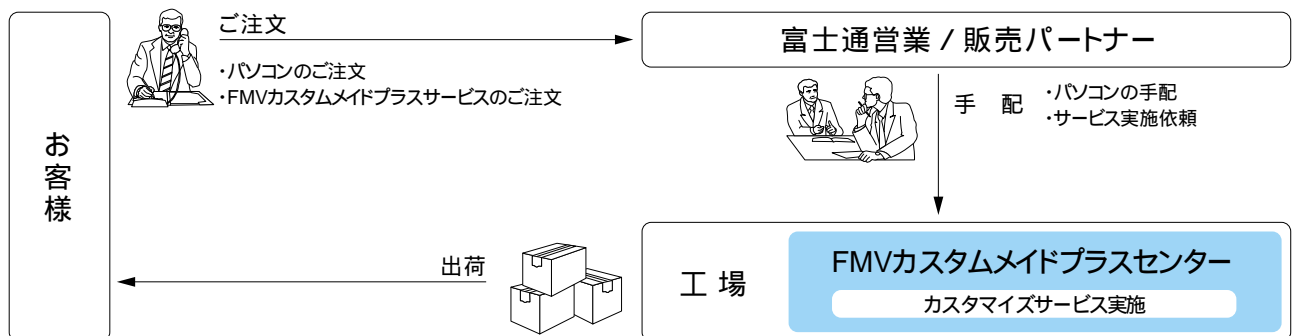 お客様
ご注文
・パソコンのご注文
・FMVカスタムメイドプラスサービスのご注文
富士通営業 / 販売パートナー
手 配
・パソコンの手配
・サービス実施依頼
出荷
工 場
FMVカスタムメイドプラスセンター
カスタマイズサービス実施